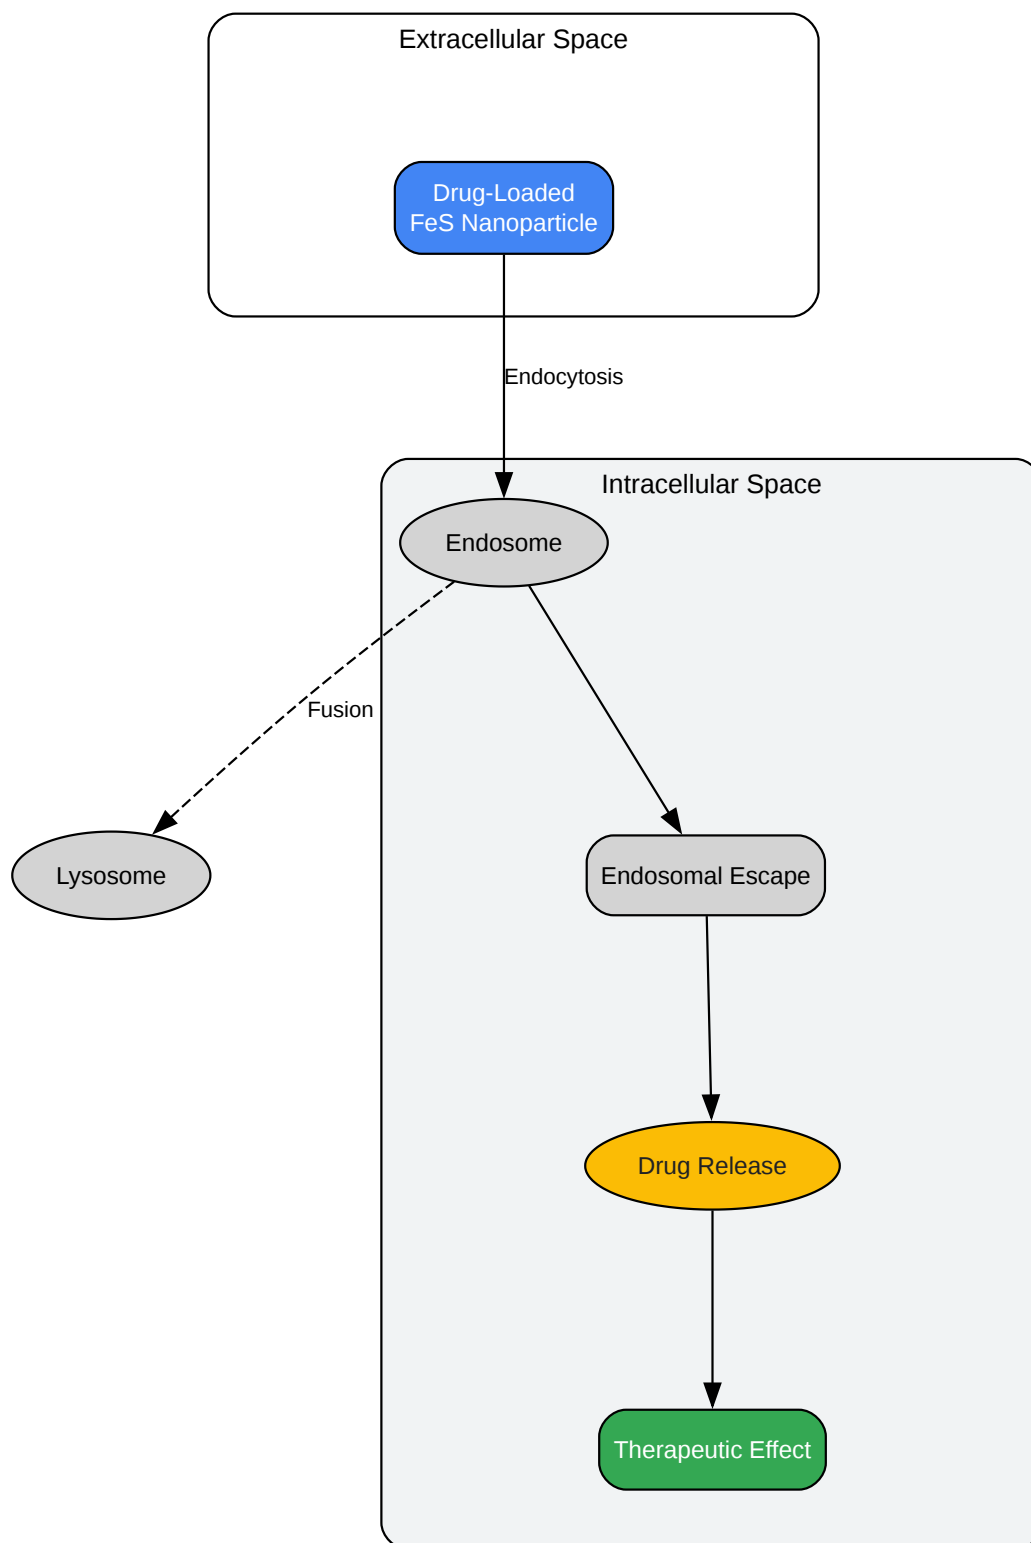 Extracellular Space
Drug-Loaded
FeS Nanoparticle
Endocytosis
Intracellular Space
Endosome
Fusion
Lysosome
Endosomal Escape
Drug Release
Therapeutic Effect